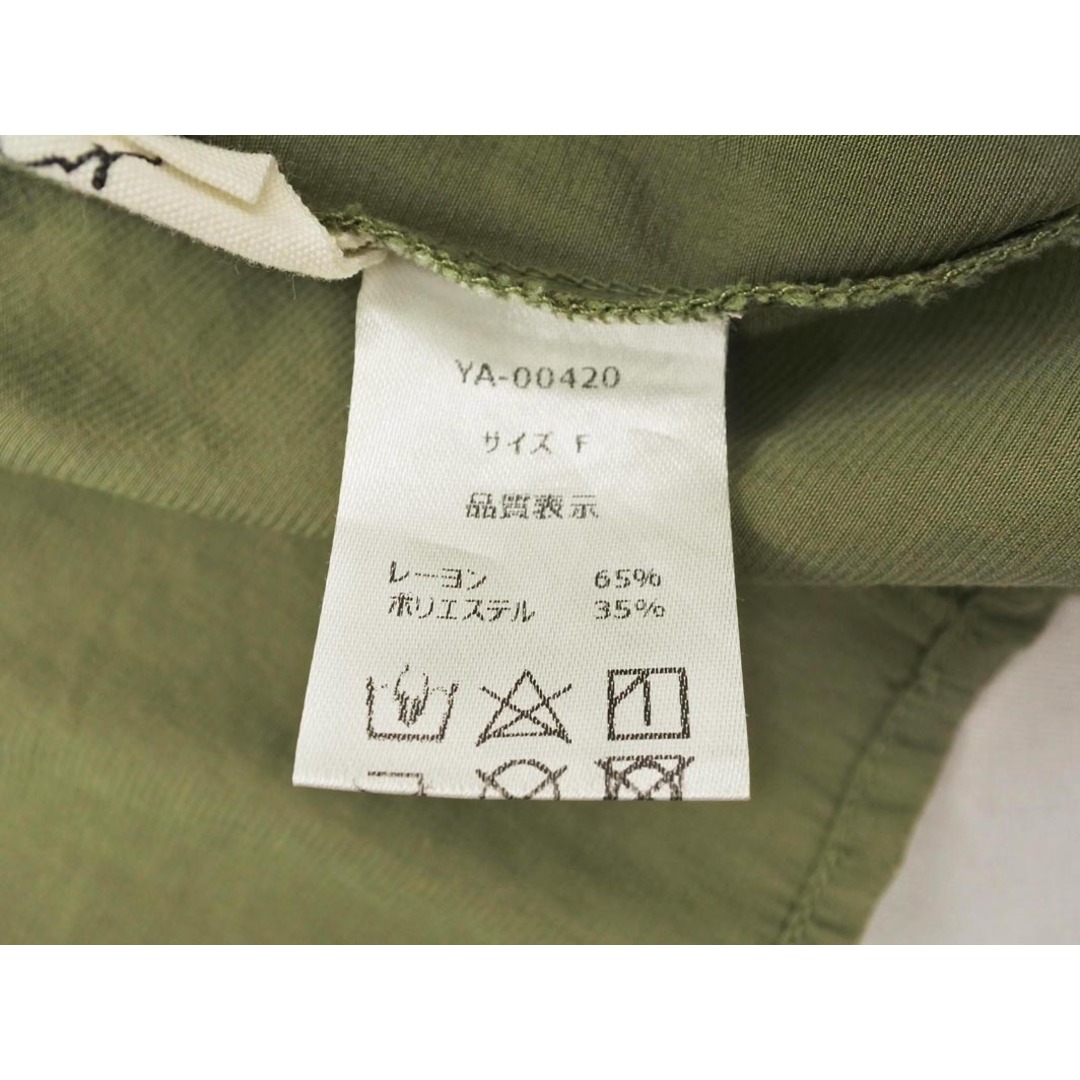 YA-00420
サイズ F
品質表示
レーヨン 65%
ポリエステル 35%